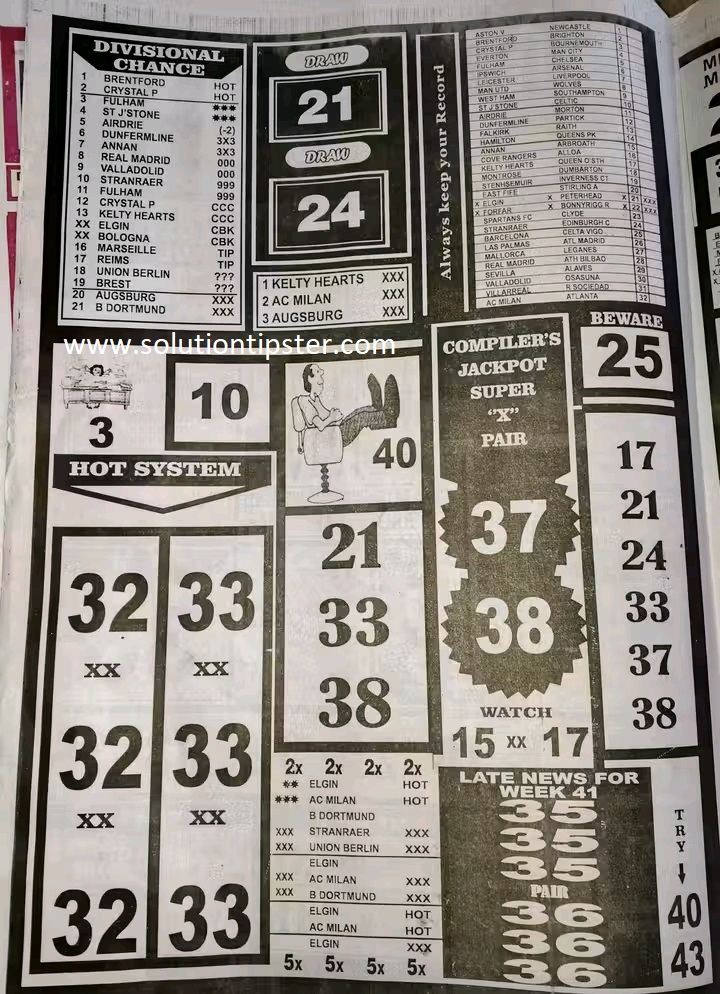 DIVISIONAL
CHANCE
1 BRENTFORD HOT
2 CRYSTAL P HOT
3 FULHAM ***
4 ST J'STONE ***
5 AIRDRIE (-2)
6 DUNFERMLINE 3X3
7 ANNAN 3X3
8 REAL MADRID 000
9 VALLADOLID 000
10 STRANRAER 999
11 FULHAM 999
12 CRYSTAL P CCC
13 KELTY HEARTS CCC
XX ELGIN CBK
XX BOLOGNA CBK
16 MARSEILLE TIP
17 REIMS TIP
18 UNION BERLIN ???
19 BREST ???
20 AUGSBURG XXX
21 B DORTMUND XXX
DRAW
21
DRAW
24
1 KELTY HEARTS XXX
2 AC MILAN XXX
3 AUGSBURG XXX
Always keep your Record
ASTON V NEWCASTLE 1
BRENTFORD BRIGHTON 2
CRYSTAL P BOURNEMOUTH 3
EVERTON MAN CITY 4
FULHAM CHELSEA 5
IPSWICH ARSENAL 6
LEICESTER LIVERPOOL 7
MAN UTD WOLVES 8
WEST HAM SOUTHAMPTON 9
ST J'STONE CELTIC 10
AIRDRIE MORTON 11
DUNFERMLINE PARTICK 12
FALKIRK RAITH 13
HAMILTON QUEENS PK 14
ANNAN ARBROATH 15
COVE RANGERS ALLOA 16
KELTY HEARTS QUEEN O'STH 17
MONTROSE DUMBARTON 18
STENHSEMUIR INVERNESS CT 19
EAST FIFE STIRLING A 20
X ELGIN X PETERHEAD X 21 XXX
X FORFAR X BONNYRIGG R X 22 XXX
SPARTANS FC CLYDE 23
STRANRAER EDINBURGH C 24
BARCELONA CELTA VIGO 25
LAS PALMAS ATL MADRID 26
MALLORCA LEGANES 27
REAL MADRID ATH BILBAO 28
SEVILLA ALAVES 29
VALLADOLID OSASUNA 30
VILLARREAL R SOCIEDAD 31
AC MILAN ATLANTA 32
www.solutiontipster.com
3
10
HOT SYSTEM
32 33
XX XX
32 33
XX XX
32 33
40
21
33
38
2x 2x 2x 2x
** ELGIN HOT
*** AC MILAN HOT
B DORTMUND
XXX STRANRAER XXX
XXX UNION BERLIN XXX
ELGIN
XXX AC MILAN XXX
XXX B DORTMUND XXX
ELGIN HOT
AC MILAN HOT
ELGIN XXX
5x 5x 5x 5x
COMPILER'S
JACKPOT
SUPER
"X"
PAIR
37
38
WATCH
15 XX 17
LATE NEWS FOR
WEEK 41
35
35
35
PAIR
36
36
36
BEWARE
25
17
21
24
33
37
38
TRY
40
43